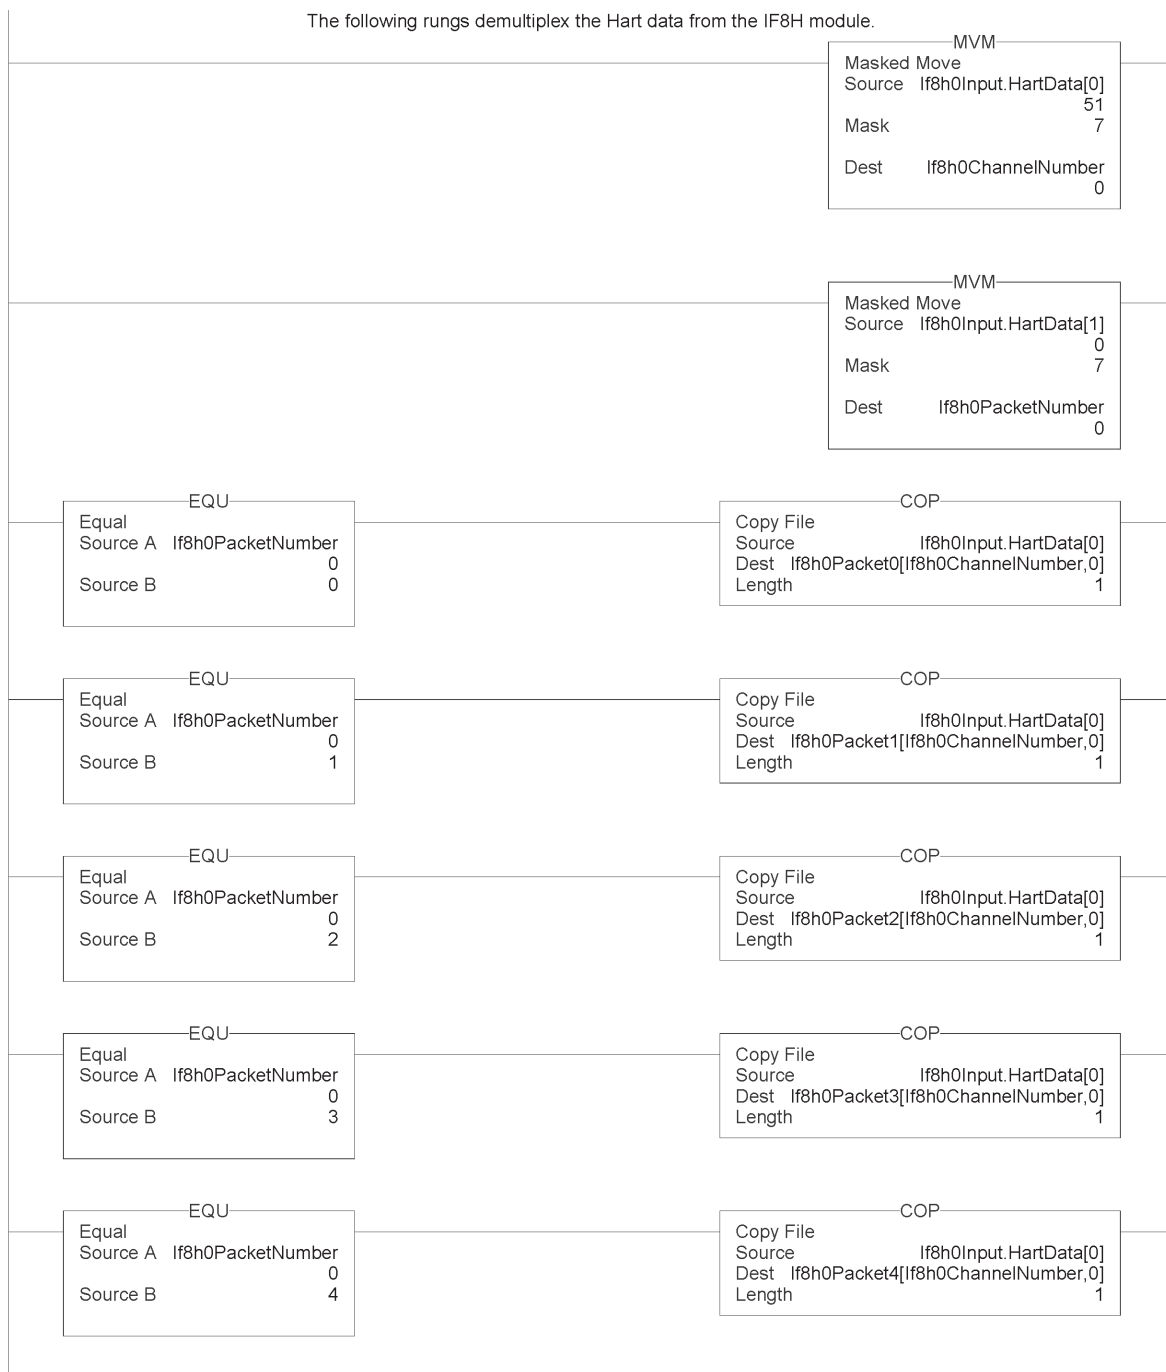 The following rungs demultiplex the Hart data from the IF8H module.
MVM
Masked Move
Source If8h0Input.HartData[0]
51
Mask 7
Dest If8h0ChannelNumber
0
MVM
Masked Move
Source If8h0Input.HartData[1]
0
Mask 7
Dest If8h0PacketNumber
0
EQU
Equal
Source A If8h0PacketNumber
0
Source B 0
COP
Copy File
Source If8h0Input.HartData[0]
Dest If8h0Packet0[If8h0ChannelNumber,0]
Length 1
EQU
Equal
Source A If8h0PacketNumber
0
Source B 1
COP
Copy File
Source If8h0Input.HartData[0]
Dest If8h0Packet1[If8h0ChannelNumber,0]
Length 1
EQU
Equal
Source A If8h0PacketNumber
0
Source B 2
COP
Copy File
Source If8h0Input.HartData[0]
Dest If8h0Packet2[If8h0ChannelNumber,0]
Length 1
EQU
Equal
Source A If8h0PacketNumber
0
Source B 3
COP
Copy File
Source If8h0Input.HartData[0]
Dest If8h0Packet3[If8h0ChannelNumber,0]
Length 1
EQU
Equal
Source A If8h0PacketNumber
0
Source B 4
COP
Copy File
Source If8h0Input.HartData[0]
Dest If8h0Packet4[If8h0ChannelNumber,0]
Length 1